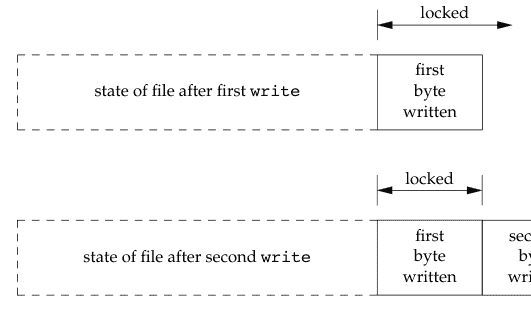 locked
state of file after first write
first
byte
written
locked
state of file after second write
first
byte
written